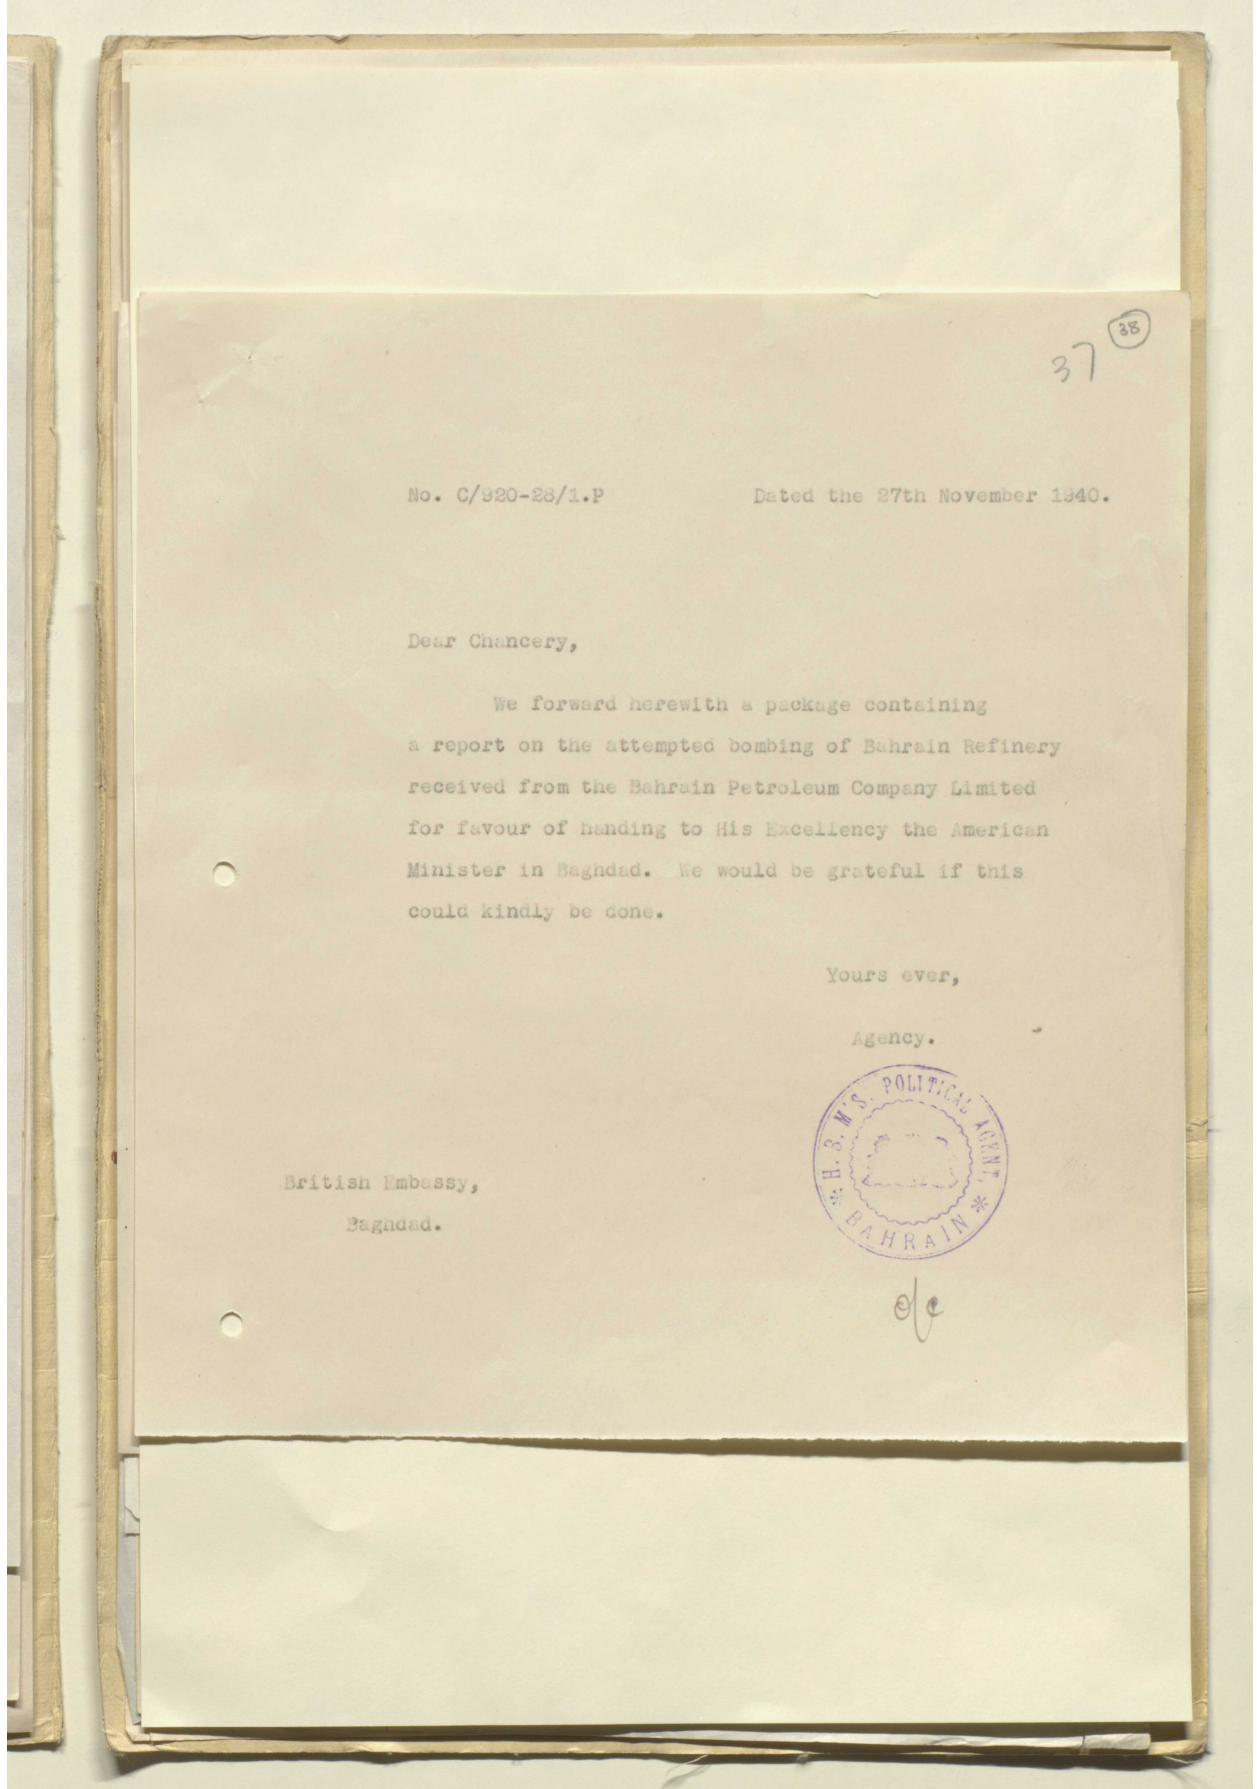 38
37
No. C/920-28/1.P Dated the 27th November 1940.
Dear Chancery,
We forward herewith a package containing
a report on the attempted bombing of Bahrain Refinery
received from the Bahrain Petroleum Company Limited
for favour of handing to His Excellency the American
Minister in Baghdad. We would be grateful if this
could kindly be done.
Yours ever,
Agency.
H.B.M'S. POLITICAL AGENT,
* BAHRAIN *
British Embassy,
Baghdad.
o/c